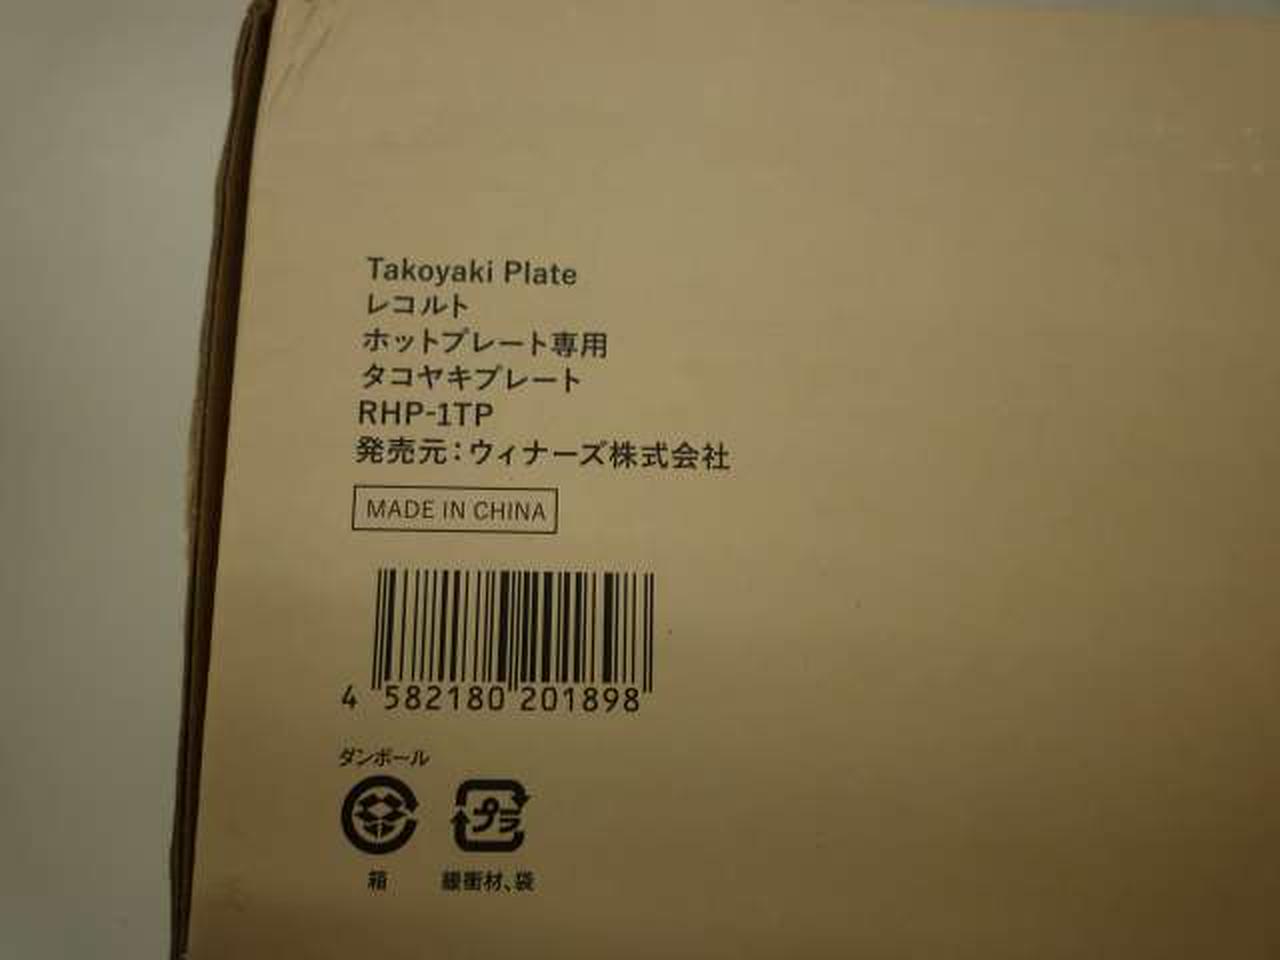 Takoyaki Plate
レコルト
ホットプレート専用
タコヤキプレート
RHP-1TP
発売元：ウィナーズ株式会社
MADE IN CHINA
4 582180 201898
ダンボール
プラ
箱 緩衝材、袋